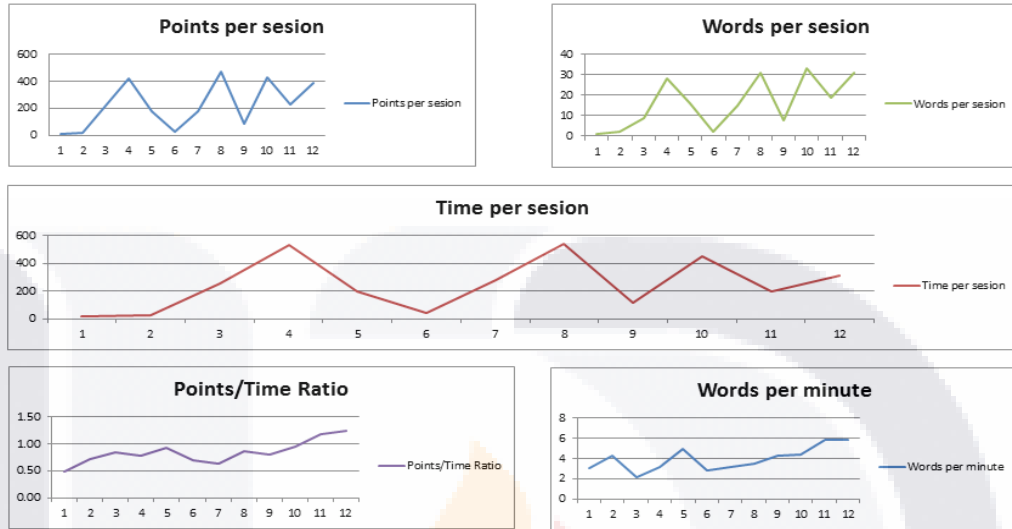 Points per sesion
600
400
200
0
1 2 3 4 5 6 7 8 9 10 11 12
Points per sesion
Words per sesion
40
30
20
10
0
1 2 3 4 5 6 7 8 9 10 11 12
Words per sesion
Time per sesion
600
400
200
0
1 2 3 4 5 6 7 8 9 10 11 12
Time per sesion
Points/Time Ratio
1.50
1.00
0.50
0.00
1 2 3 4 5 6 7 8 9 10 11 12
Points/Time Ratio
Words per minute
8
6
4
2
0
1 2 3 4 5 6 7 8 9 10 11 12
Words per minute